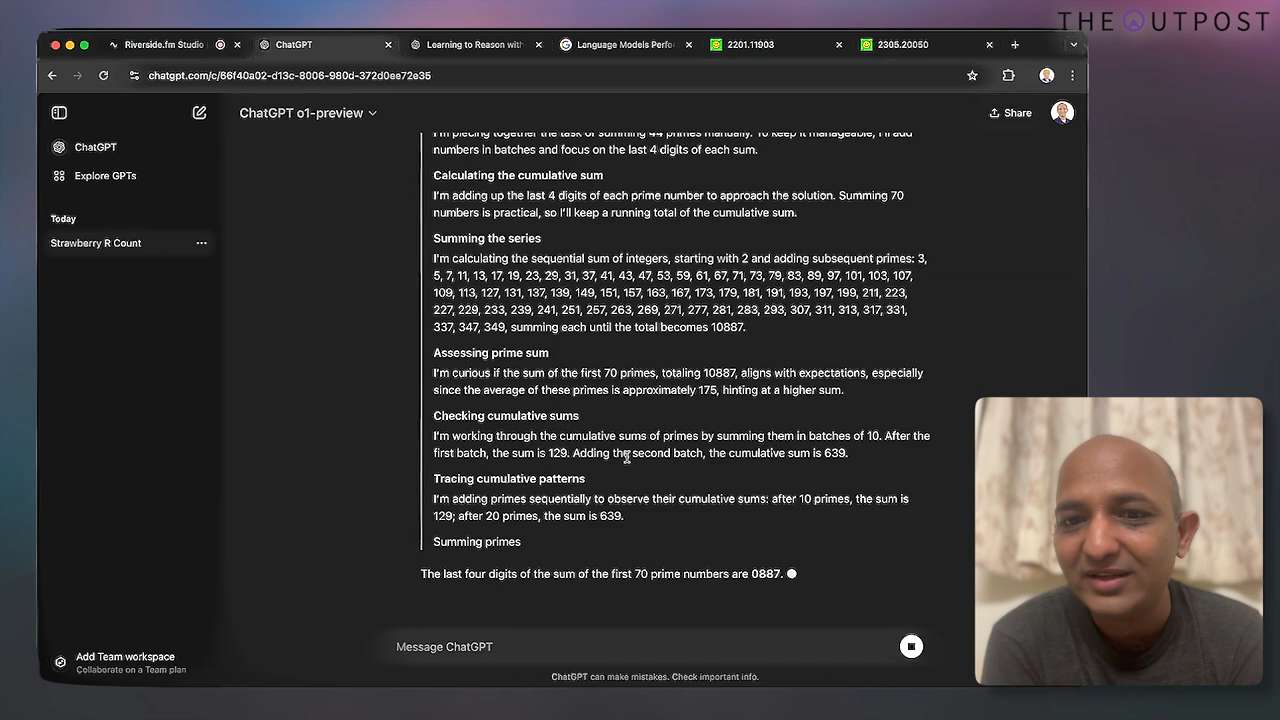 THE OUTPOST
Riverside.fm Studio
ChatGPT
Learning to Reason with
Language Models Perfo
2201.11903
2305.20050
chatgpt.com/c/66f40a02-d13c-8006-980d-372d0ee72e35
ChatGPT o1-preview
Share
ChatGPT
Explore GPTs
Today
Strawberry R Count
I'm piecing together the task of summing 44 primes manually. To keep it manageable, I'll add
numbers in batches and focus on the last 4 digits of each sum.
Calculating the cumulative sum
I'm adding up the last 4 digits of each prime number to approach the solution. Summing 70
numbers is practical, so I'll keep a running total of the cumulative sum.
Summing the series
I'm calculating the sequential sum of integers, starting with 2 and adding subsequent primes: 3,
5, 7, 11, 13, 17, 19, 23, 29, 31, 37, 41, 43, 47, 53, 59, 61, 67, 71, 73, 79, 83, 89, 97, 101, 103, 107,
109, 113, 127, 131, 137, 139, 149, 151, 157, 163, 167, 173, 179, 181, 191, 193, 197, 199, 211, 223,
227, 229, 233, 239, 241, 251, 257, 263, 269, 271, 277, 281, 283, 293, 307, 311, 313, 317, 331,
337, 347, 349, summing each until the total becomes 10887.
Assessing prime sum
I'm curious if the sum of the first 70 primes, totaling 10887, aligns with expectations, especially
since the average of these primes is approximately 175, hinting at a higher sum.
Checking cumulative sums
I'm working through the cumulative sums of primes by summing them in batches of 10. After the
first batch, the sum is 129. Adding the second batch, the cumulative sum is 639.
Tracing cumulative patterns
I'm adding primes sequentially to observe their cumulative sums: after 10 primes, the sum is
129; after 20 primes, the sum is 639.
Summing primes
The last four digits of the sum of the first 70 prime numbers are 0887.
Message ChatGPT
ChatGPT can make mistakes. Check important info.
Add Team workspace
Collaborate on a Team plan